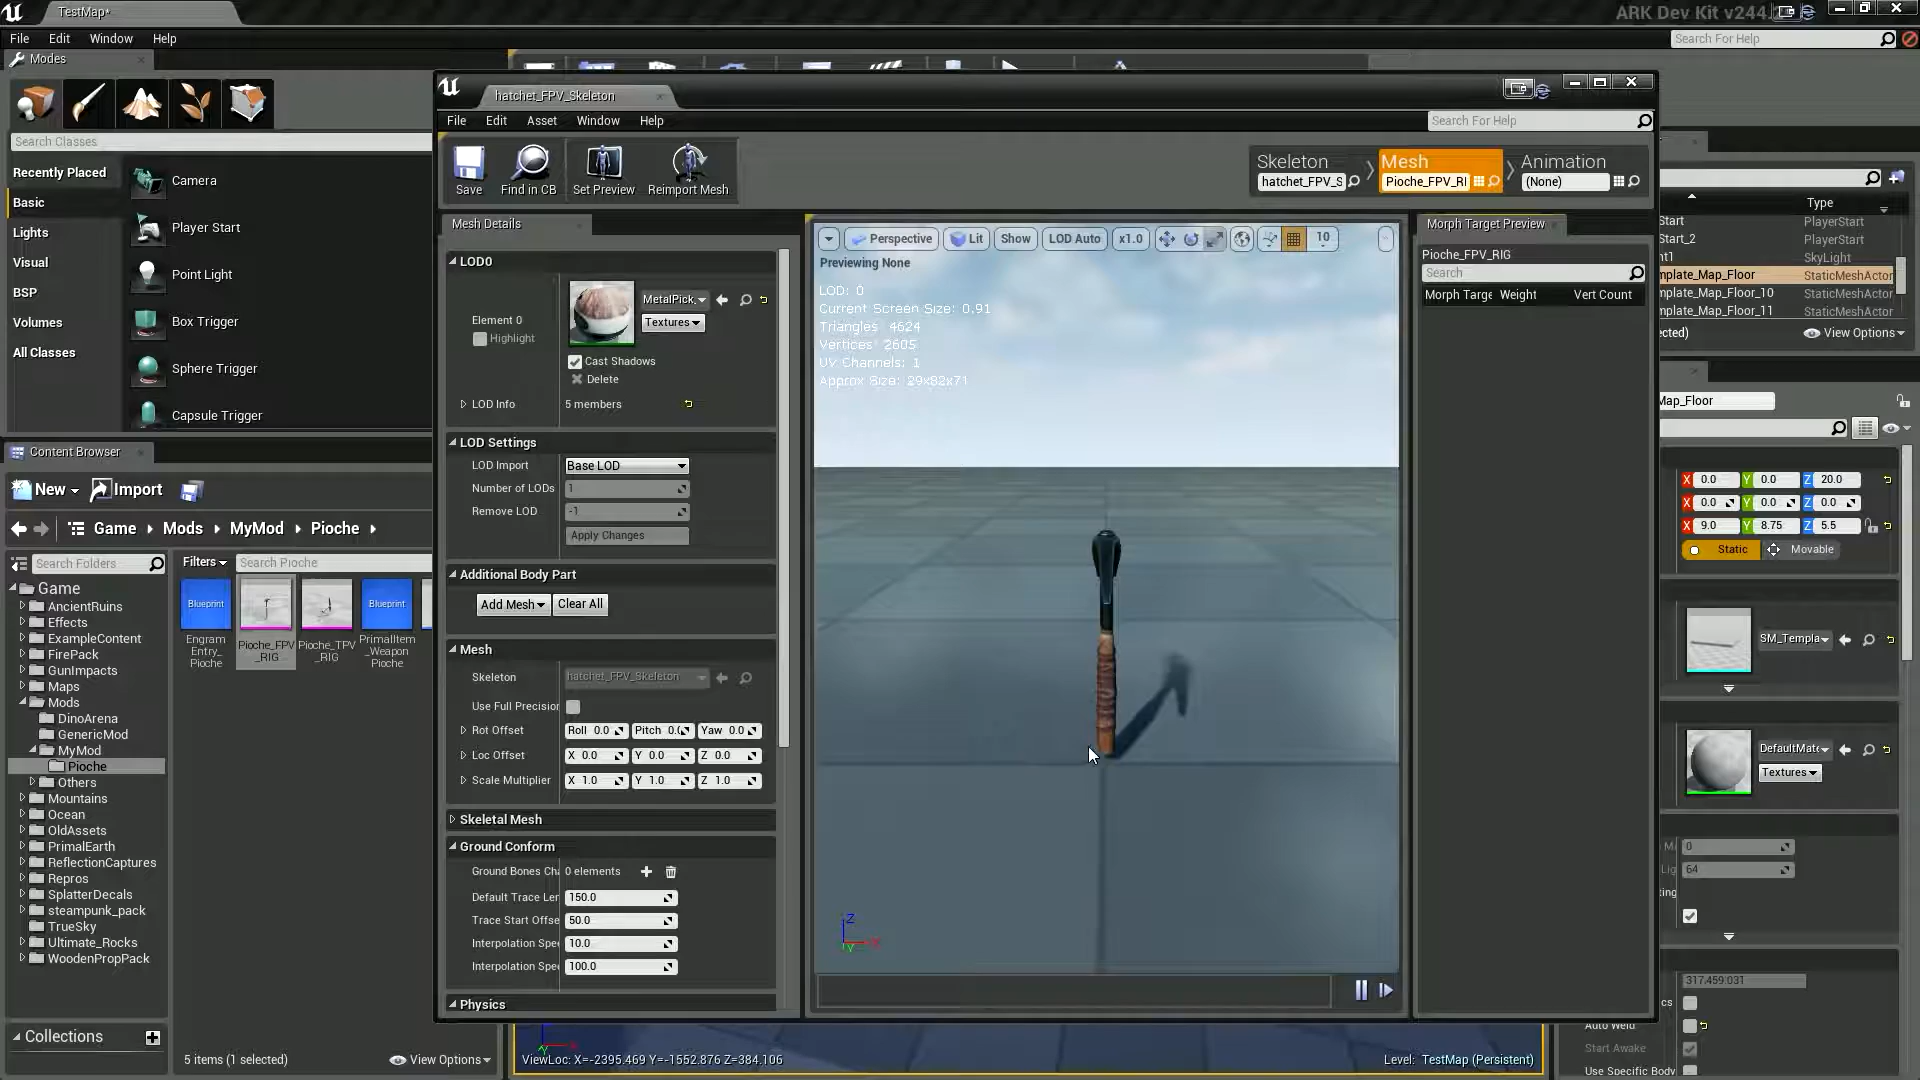 TestMap*
ARK Dev Kit v244.
File Edit Window Help
Search For Help
Modes
Search Classes
Recently Placed
Basic
Lights
Visual
BSP
Volumes
All Classes
Camera
Player Start
Point Light
Box Trigger
Sphere Trigger
Capsule Trigger
Content Browser
New Import
Game Mods MyMod Pioche
Search Folders
Filters Search Pioche
Game
AncientRuins
Effects
ExampleContent
FirePack
GunImpacts
Maps
Mods
DinoArena
GenericMod
MyMod
Pioche
Others
Mountains
Ocean
OldAssets
PrimalEarth
ReflectionCaptures
Repros
SplatterDecals
steampunk_pack
TrueSky
Ultimate_Rocks
WoodenPropPack
Collections
Blueprint
Engram
Entry_
Pioche
Pioche_FPV
_RIG
Pioche_TPV
_RIG
Blueprint
PrimalItem
_Weapon
Pioche
5 items (1 selected)
View Options
hatchet_FPV_Skeleton
File Edit Asset Window Help
Search For Help
Save Find in CB Set Preview Reimport Mesh
Skeleton
hatchet_FPV_S
Mesh
Pioche_FPV_RI
Animation
(None)
Mesh Details
LOD0
Element 0
Highlight
MetalPick_
Textures
Cast Shadows
Delete
LOD Info 5 members
LOD Settings
LOD Import Base LOD
Number of LODs 1
Remove LOD -1
Apply Changes
Additional Body Part
Add Mesh Clear All
Mesh
Skeleton hatchet_FPV_Skeleton
Use Full Precision
Rot Offset Roll 0.0 Pitch 0.( Yaw 0.0
Loc Offset X 0.0 Y 0.0 Z 0.0
Scale Multiplier X 1.0 Y 1.0 Z 1.0
Skeletal Mesh
Ground Conform
Ground Bones Cha 0 elements
Default Trace Ler 150.0
Trace Start Offse 50.0
Interpolation Spe 10.0
Interpolation Spe 100.0
Physics
Perspective Lit Show LOD Auto x1.0 10
Previewing None
LOD: 0
Current Screen Size: 0.91
Triangles 4624
Vertices 2605
UV Channels: 1
Approx Size: 29x82x71
Z
X
Y
Morph Target Preview
Pioche_FPV_RIG
Search
Morph Targe Weight Vert Count
Type
Start PlayerStart
Start_2 PlayerStart
ht1 SkyLight
mplate_Map_Floor StaticMeshActor
mplate_Map_Floor_10 StaticMeshActor
mplate_Map_Floor_11 StaticMeshActor
ected) View Options
Map_Floor
X 0.0 Y 0.0 Z 20.0
X 0.0 Y 0.0 Z 0.0
X 9.0 Y 8.75 Z 5.5
Static Movable
SM_Templa
DefaultMate
Textures
0
64
317.459.031
Auto Weld
Start Awake
Use Specific Body
ViewLoc: X=-2395.469 Y=-1552.876 Z=384.106
Level: TestMap (Persistent)